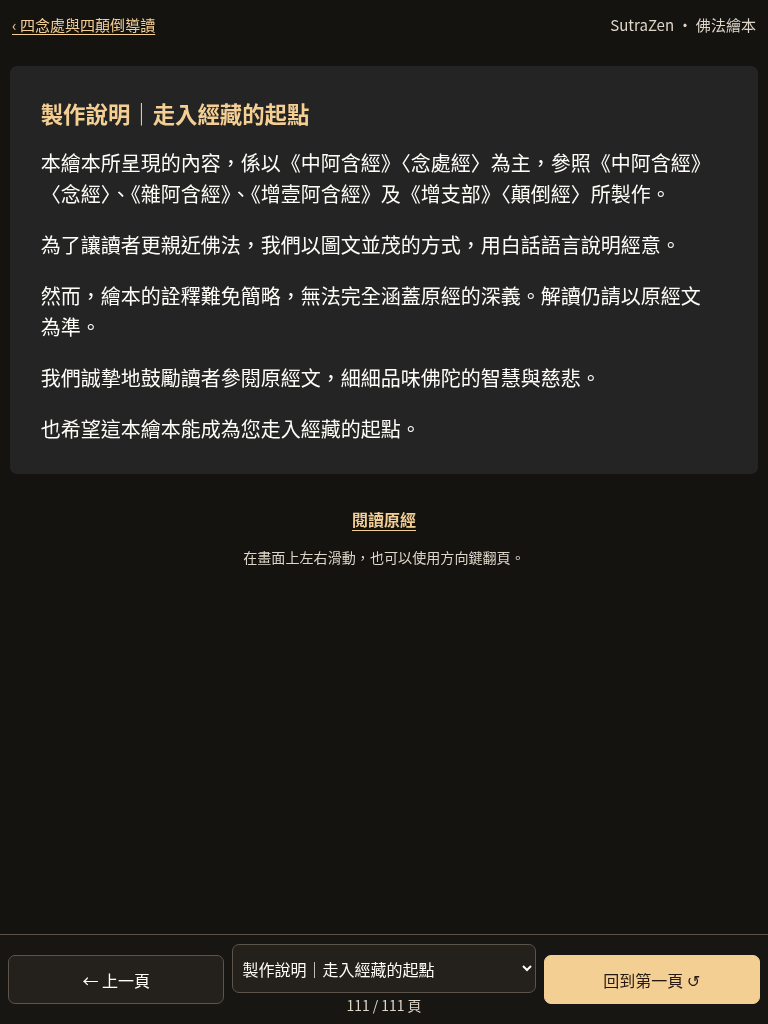 ‹ 四念處與四顛倒導讀
SutraZen ・ 佛法繪本
製作說明｜走入經藏的起點
本繪本所呈現的內容，係以《中阿含經》〈念處經〉為主，參照《中阿含經》
〈念經〉、《雜阿含經》、《增壹阿含經》及《增支部》〈顛倒經〉所製作。
為了讓讀者更親近佛法，我們以圖文並茂的方式，用白話語言說明經意。
然而，繪本的詮釋難免簡略，無法完全涵蓋原經的深義。解讀仍請以原經文
為準。
我們誠摯地鼓勵讀者參閱原經文，細細品味佛陀的智慧與慈悲。
也希望這本繪本能成為您走入經藏的起點。
閱讀原經
在畫面上左右滑動，也可以使用方向鍵翻頁。
← 上一頁
製作說明｜走入經藏的起點
111 / 111 頁
回到第一頁 ↺